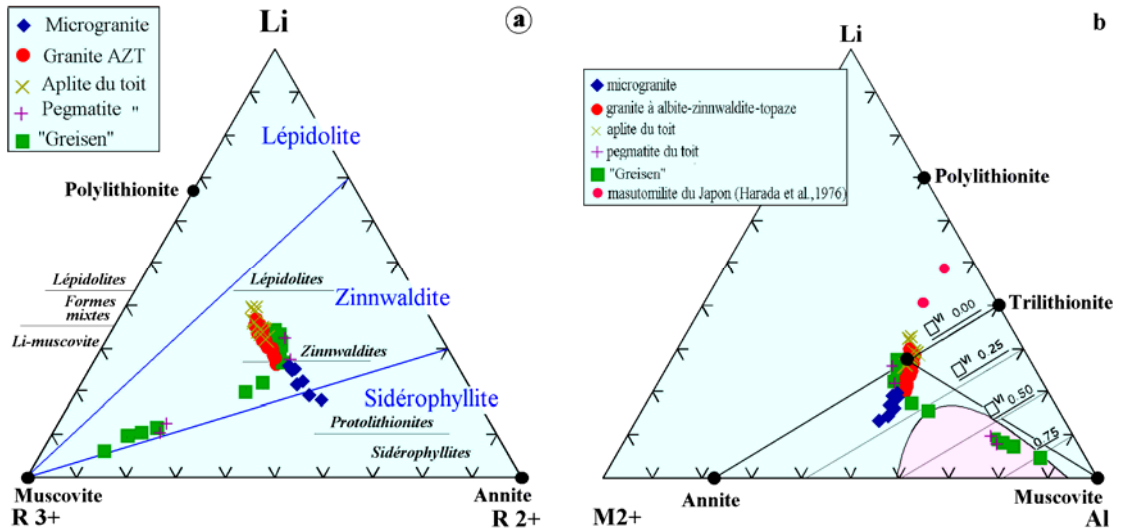 Microgranite
Granite AZT
Aplite du toit
Pegmatite "
"Greisen"
Li
a
Lépidolite
Polylithionite
Lépidolites
Formes
mixtes
Li-muscovite
Lépidolites
Zinnwaldite
Zinnwaldites
Sidérophyllite
Protolithionites
Sidérophyllites
Muscovite
R 3+
Annite
R 2+
Li
b
microgranite
granite à albite-zinnwaldite-topaze
aplite du toit
pegmatite du toit
"Greisen"
masutomilite du Japon (Harada et al.,1976)
Polylithionite
Trilithionite
□VI 0.00
□VI 0.25
□VI 0.50
0.75
Annite
M2+
Muscovite
Al